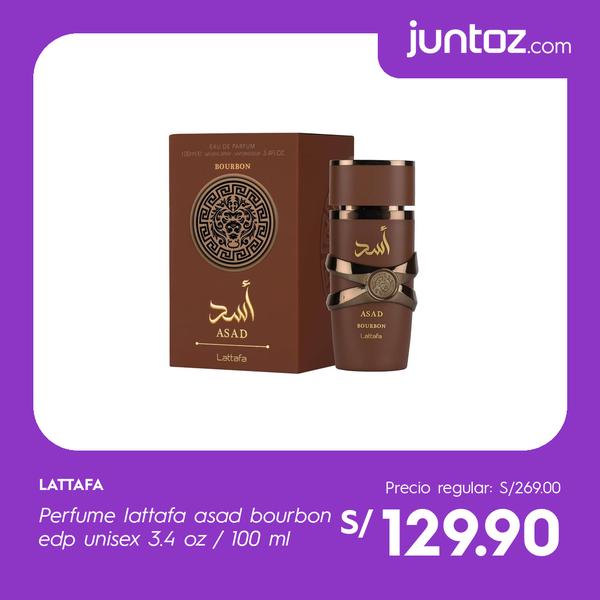 juntoz.com
EAU DE PARFUM
BOURBON
أسد
ASAD
Lattafa
أسد
ASAD
BOURBON
Lattafa
LATTAFA
Perfume lattafa asad bourbon
edp unisex 3.4 oz / 100 ml
Precio regular: S/269.00
S/129.90